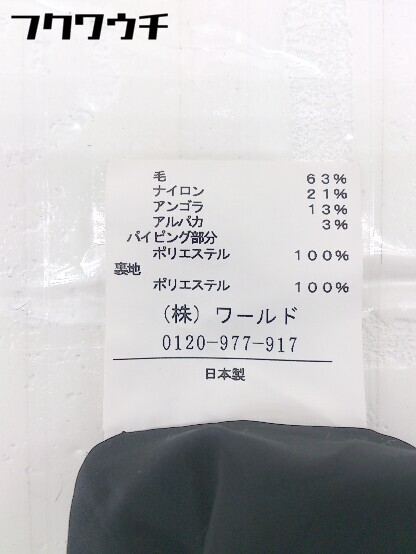 フクワウチ
毛 63%
ナイロン 21%
アンゴラ 13%
アルパカ 3%
パイピング部分
ポリエステル 100%
裏地
ポリエステル 100%
(株) ワールド
0120-977-917
日本製